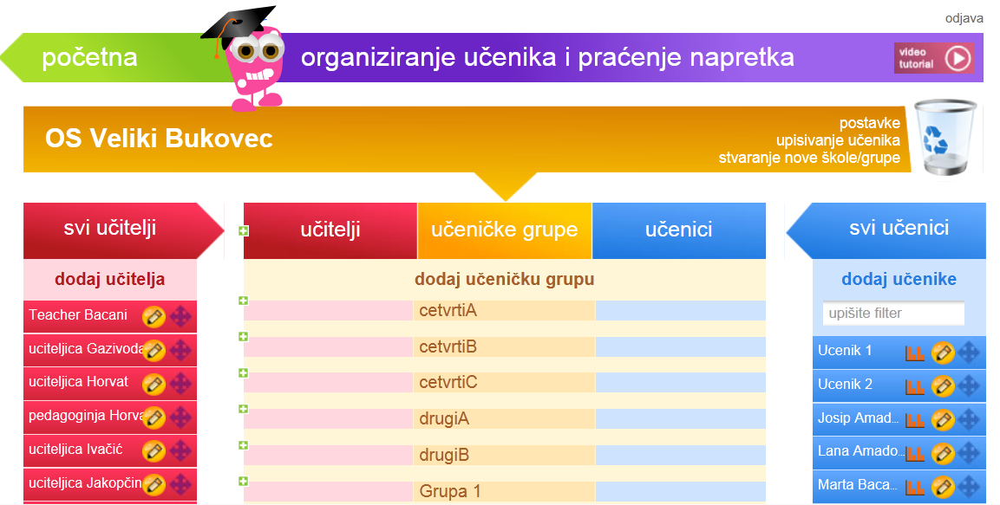 odjava
početna
organiziranje učenika i praćenje napretka
video
tutorial
OS Veliki Bukovec
postavke
upisivanje učenika
stvaranje nove škole/grupe
svi učitelji
učitelji
učeničke grupe
učenici
svi učenici
dodaj učitelja
dodaj učeničku grupu
dodaj učenike
upišite filter
Teacher Bacani
uciteljica Gazivoda
uciteljica Horvat
pedagoginja Horva
uciteljica Ivačić
uciteljica Jakopčin
cetvrtiA
cetvrtiB
cetvrtiC
drugiA
drugiB
Grupa 1
Ucenik 1
Ucenik 2
Josip Amad...
Lana Amado...
Marta Baca...